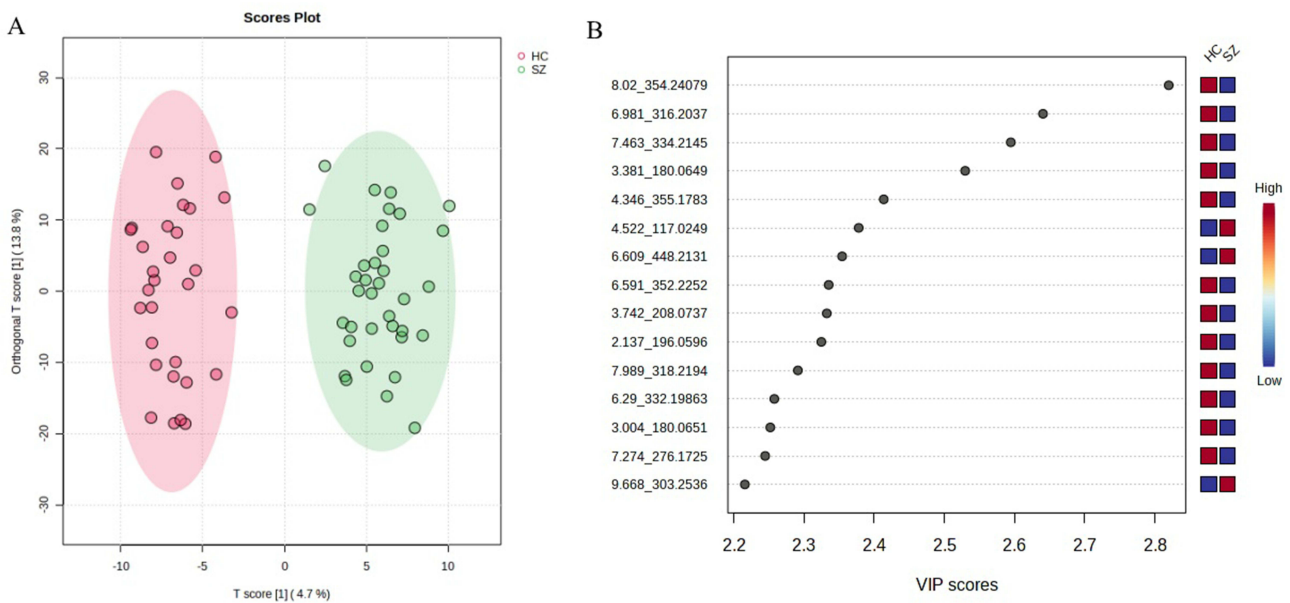 A
Scores Plot
HC
SZ
30
20
10
0
-10
-20
-30
Orthogonal T score [1] ( 13.8 %)
-10
-5
0
5
10
T score [1] ( 4.7 %)
B
HC
SZ
8.02_354.24079
6.981_316.2037
7.463_334.2145
3.381_180.0649
4.346_355.1783
4.522_117.0249
6.609_448.2131
6.591_352.2252
3.742_208.0737
2.137_196.0596
7.989_318.2194
6.29_332.19863
3.004_180.0651
7.274_276.1725
9.668_303.2536
2.2
2.3
2.4
2.5
2.6
2.7
2.8
VIP scores
High
Low